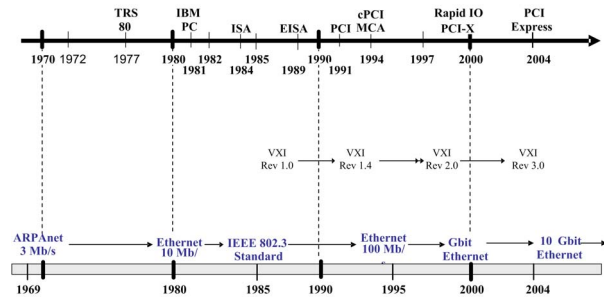 TRS
80
IBM
PC
ISA
EISA
PCI
cPCI
MCA
Rapid IO
PCI-X
PCI
Express
1970 1972 1977 1980 1982 1985 1990 1994 1997 2000 2004
1981 1984 1989 1991
VXI
Rev 1.0
VXI
Rev 1.4
VXI
Rev 2.0
VXI
Rev 3.0
ARPAnet
3 Mb/s
Ethernet
10 Mb/
IEEE 802.3
Standard
Ethernet
100 Mb/
Gbit
Ethernet
10 Gbit
Ethernet
1969 1980 1985 1990 1995 2000 2004